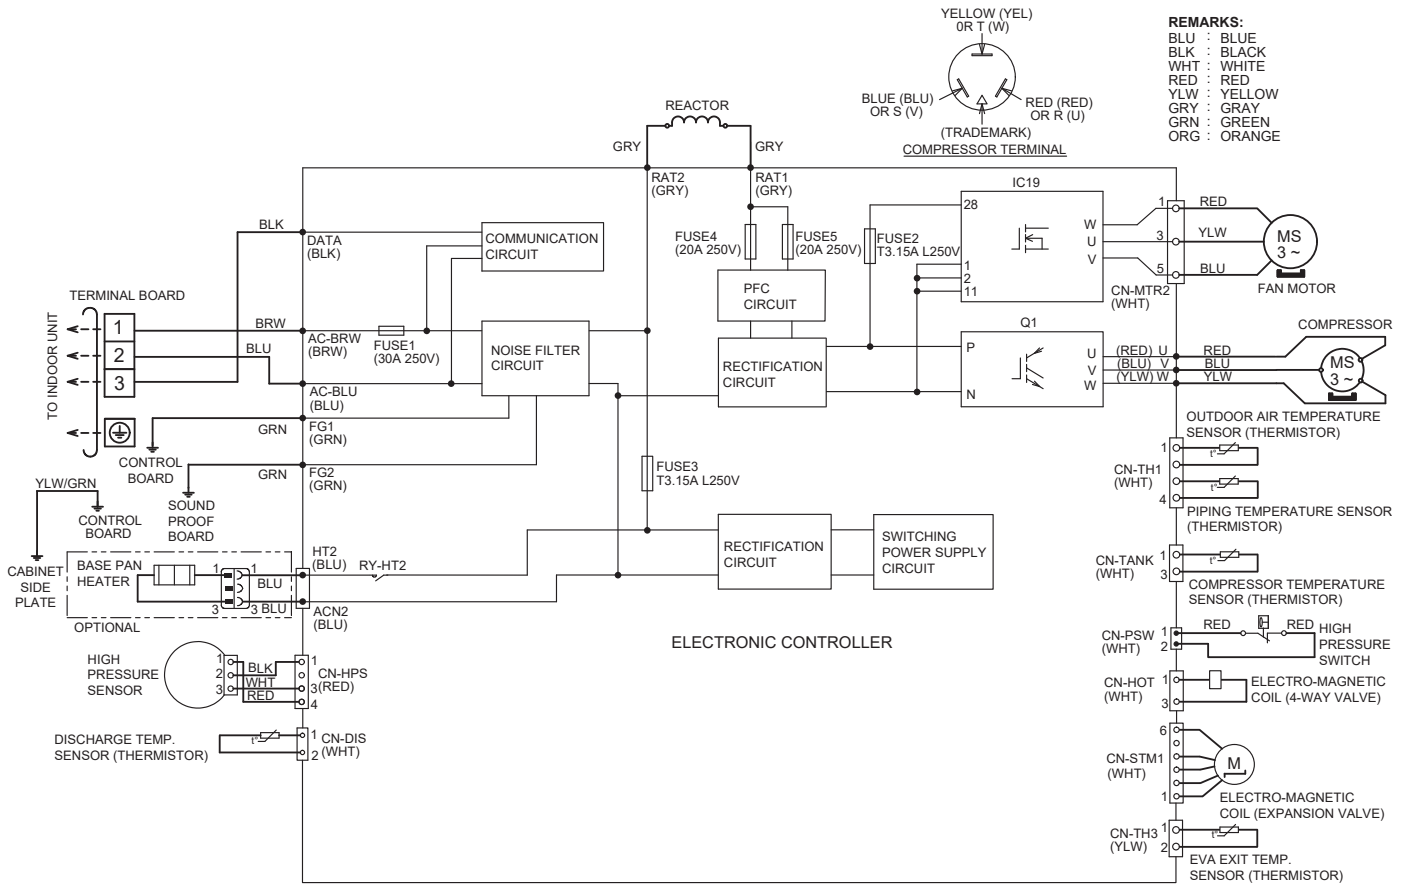 YELLOW (YEL)
0R T (W)
BLUE (BLU)
OR S (V)
RED (RED)
OR R (U)
(TRADEMARK)
COMPRESSOR TERMINAL
REMARKS:
BLU : BLUE
BLK : BLACK
WHT : WHITE
RED : RED
YLW : YELLOW
GRY : GRAY
GRN : GREEN
ORG : ORANGE
REACTOR
GRY
GRY
RAT2
(GRY)
RAT1
(GRY)
BLK
DATA
(BLK)
COMMUNICATION
CIRCUIT
FUSE4
(20A 250V)
FUSE5
(20A 250V)
FUSE2
T3.15A L250V
IC19
28
1
2
11
W
U
V
1
3
5
RED
YLW
BLU
MS
3 ~
FAN MOTOR
CN-MTR2
(WHT)
PFC
CIRCUIT
TERMINAL BOARD
TO INDOOR UNIT
1
2
3
BRW
BLU
AC-BRW
(BRW)
FUSE1
(30A 250V)
NOISE FILTER
CIRCUIT
AC-BLU
(BLU)
RECTIFICATION
CIRCUIT
Q1
P
N
U
V
W
(RED) U
(BLU) V
(YLW) W
RED
BLU
YLW
COMPRESSOR
MS
3 ~
GRN
FG1
(GRN)
CONTROL
BOARD
GRN
FG2
(GRN)
SOUND
PROOF
BOARD
YLW/GRN
CONTROL
BOARD
CABINET
SIDE
PLATE
FUSE3
T3.15A L250V
OUTDOOR AIR TEMPERATURE
SENSOR (THERMISTOR)
CN-TH1
(WHT)
1
4
t°
t°
PIPING TEMPERATURE SENSOR
(THERMISTOR)
BASE PAN
HEATER
1
1
BLU
3
3
BLU
OPTIONAL
HT2
(BLU)
RY-HT2
ACN2
(BLU)
RECTIFICATION
CIRCUIT
SWITCHING
POWER SUPPLY
CIRCUIT
CN-TANK
(WHT)
1
3
t°
COMPRESSOR TEMPERATURE
SENSOR (THERMISTOR)
ELECTRONIC CONTROLLER
CN-PSW
(WHT)
1
2
RED
RED
HIGH
PRESSURE
SWITCH
HIGH
PRESSURE
SENSOR
1
2
3
BLK
WHT
RED
1
3
4
CN-HPS
(RED)
CN-HOT
(WHT)
1
3
ELECTRO-MAGNETIC
COIL (4-WAY VALVE)
DISCHARGE TEMP.
SENSOR (THERMISTOR)
t°
1
2
CN-DIS
(WHT)
CN-STM1
(WHT)
6
1
M
ELECTRO-MAGNETIC
COIL (EXPANSION VALVE)
CN-TH3
(YLW)
1
2
t°
EVA EXIT TEMP.
SENSOR (THERMISTOR)